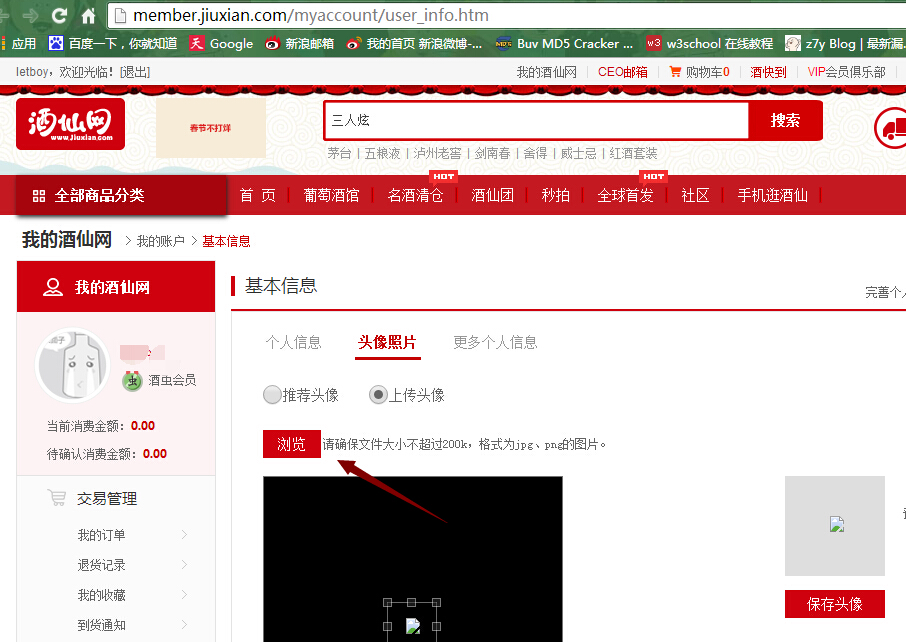 member.jiuxian.com/myaccount/user_info.htm
应用 百度一下，你就知道 Google 新浪邮箱 我的首页 新浪微博-... Buv MD5 Cracker ... w3school 在线教程 z7y Blog | 最新漏
letboy，欢迎光临！[退出] 我的酒仙网 CEO邮箱 购物车0 酒快到 VIP会员俱乐部
酒仙网
www.Jiuxian.com
春节不打烊
三人炫 搜索
茅台 | 五粮液 | 泸州老窖 | 剑南春 | 舍得 | 威士忌 | 红酒套装
HOT HOT
全部商品分类 首 页 葡萄酒馆 名酒清仓 酒仙团 秒拍 全球首发 社区 手机逛酒仙
我的酒仙网 > 我的账户 > 基本信息
我的酒仙网
基本信息
完善个人
个人信息 头像照片 更多个人信息
虫 酒虫会员
推荐头像 上传头像
当前消费金额：0.00
待确认消费金额：0.00
浏览 请确保文件大小不超过200k，格式为jpg、png的图片。
交易管理
我的订单
退货记录
我的收藏
到货通知
保存头像